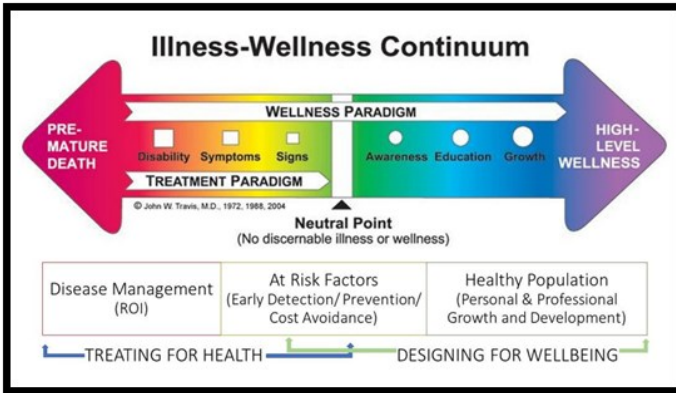 Illness-Wellness Continuum
WELLNESS PARADIGM
PRE-
MATURE
DEATH
HIGH-
LEVEL
WELLNESS
Disability Symptoms Signs Awareness Education Growth
TREATMENT PARADIGM
© John W. Travis, M.D., 1972, 1988, 2004
Neutral Point
(No discernable illness or wellness)
Disease Management
(ROI)
At Risk Factors
(Early Detection/ Prevention/
Cost Avoidance)
Healthy Population
(Personal & Professional
Growth and Development)
TREATING FOR HEALTH
DESIGNING FOR WELLBEING